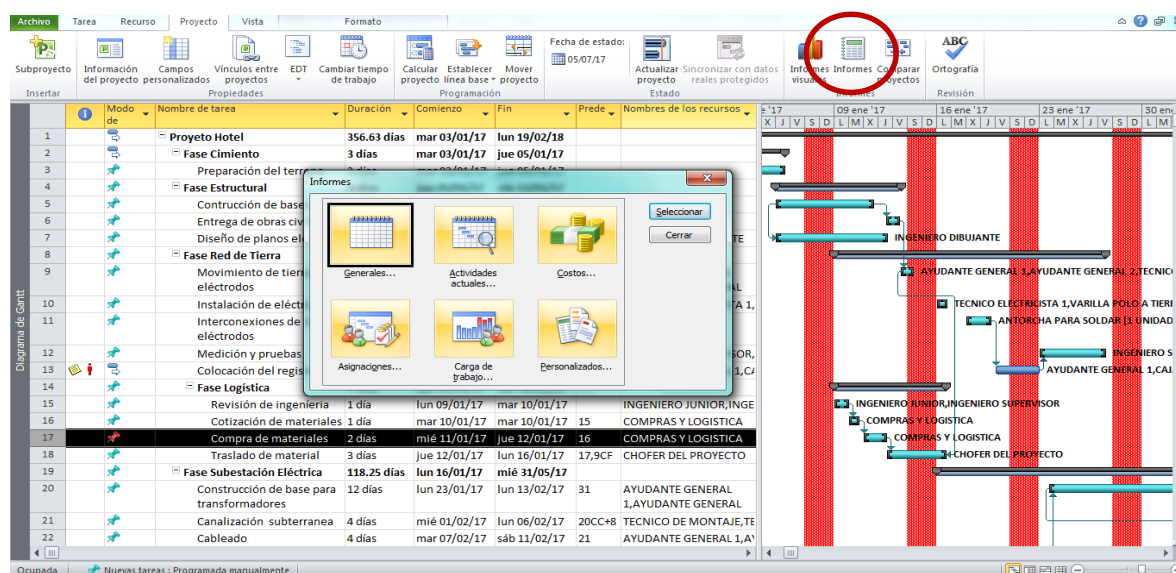 Archivo Tarea Recurso Proyecto Vista Formato
Subproyecto
Información del proyecto
Campos personalizados
Vínculos entre proyectos
EDT
Cambiar tiempo de trabajo
Calcular proyecto
Establecer línea base
Mover proyecto
Fecha de estado:
05/07/17
Actualizar proyecto
Sincronizar con datos reales protegidos
Informes visuales
Informes
Comparar proyectos
ABC
Ortografía
Insertar Propiedades Programación Estado Informes Revisión
Modo de Nombre de tarea Duración Comienzo Fin Prede Nombres de los recursos
e '17 09 ene '17 16 ene '17 23 ene '17 30 en
X J V S D L M X J V S D L M X J V S D L M X J V S D L M
1 Proyeto Hotel 356.63 días mar 03/01/17 lun 19/02/18
2 Fase Cimiento 3 días mar 03/01/17 jue 05/01/17
3 Preparación del
4 Fase Estructural
5 Contrucción de base
6 Entrega de obras
7 Diseño de planos
INGENIERO DIBUJANTE
8 Fase Red de Tierra
9 Movimiento de
eléctrodos
AYUDANTE GENERAL 1,AYUDANTE GENERAL 2,TECNIC
10 Instalación de
TECNICO ELECTRICISTA 1,VARILLA POLO A TIER
11 Interconexiones de
eléctrodos
ANTORCHA PARA SOLDAR [1 UNIDAD
12 Medición y pruebas
INGENIERO S
13 Colocación del
AYUDANTE GENERAL 1,CAJ
14 Fase Logística
15 Revisión de ingenieria 1 día lun 09/01/17 mar 10/01/17 INGENIERO JUNIOR,INGE
INGENIERO JUNIOR,INGENIERO SUPERVISOR
16 Cotización de materiales 1 día mar 10/01/17 mar 10/01/17 15 COMPRAS Y LOGISTICA
COMPRAS Y LOGISTICA
17 Compra de materiales 2 días mié 11/01/17 jue 12/01/17 16 COMPRAS Y LOGISTICA
COMPRAS Y LOGISTICA
18 Traslado de material 3 días jue 12/01/17 lun 16/01/17 17,9CF CHOFER DEL PROYECTO
CHOFER DEL PROYECTO
19 Fase Subestación Eléctrica 118.25 días lun 16/01/17 mié 31/05/17
20 Construcción de base para 12 días lun 23/01/17 lun 13/02/17 31 AYUDANTE GENERAL
transformadores 1,AYUDANTE GENERAL
21 Canalización subterranea 4 días mié 01/02/17 lun 06/02/17 20CC+8 TECNICO DE MONTAJE,TE
22 Cableado 4 días mar 07/02/17 sáb 11/02/17 21 AYUDANTE GENERAL 1,A
Informes
Generales...
Actividades actuales...
Costos...
Asignaciones...
Carga de trabajo...
Personalizados...
Seleccionar
Cerrar
Diagrama de Gantt
Ocupada Nuevas tareas : Programada manualmente